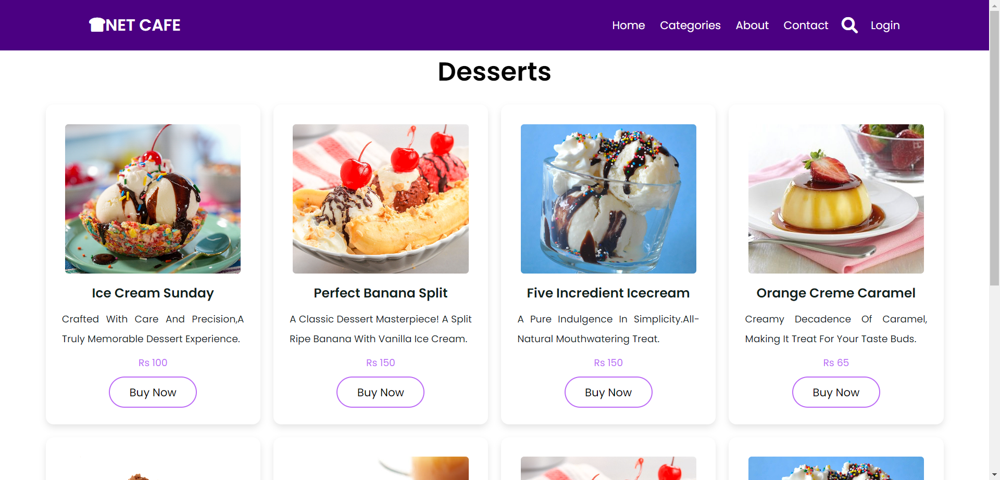 NET CAFE
Home Categories About Contact Login
Desserts
Ice Cream Sunday
Crafted With Care And Precision,A
Truly Memorable Dessert Experience.
Rs 100
Buy Now
Perfect Banana Split
A Classic Dessert Masterpiece! A Split
Ripe Banana With Vanilla Ice Cream.
Rs 150
Buy Now
Five Incredient Icecream
A Pure Indulgence In Simplicity.All-
Natural Mouthwatering Treat.
Rs 150
Buy Now
Orange Creme Caramel
Creamy Decadence Of Caramel,
Making It Treat For Your Taste Buds.
Rs 65
Buy Now